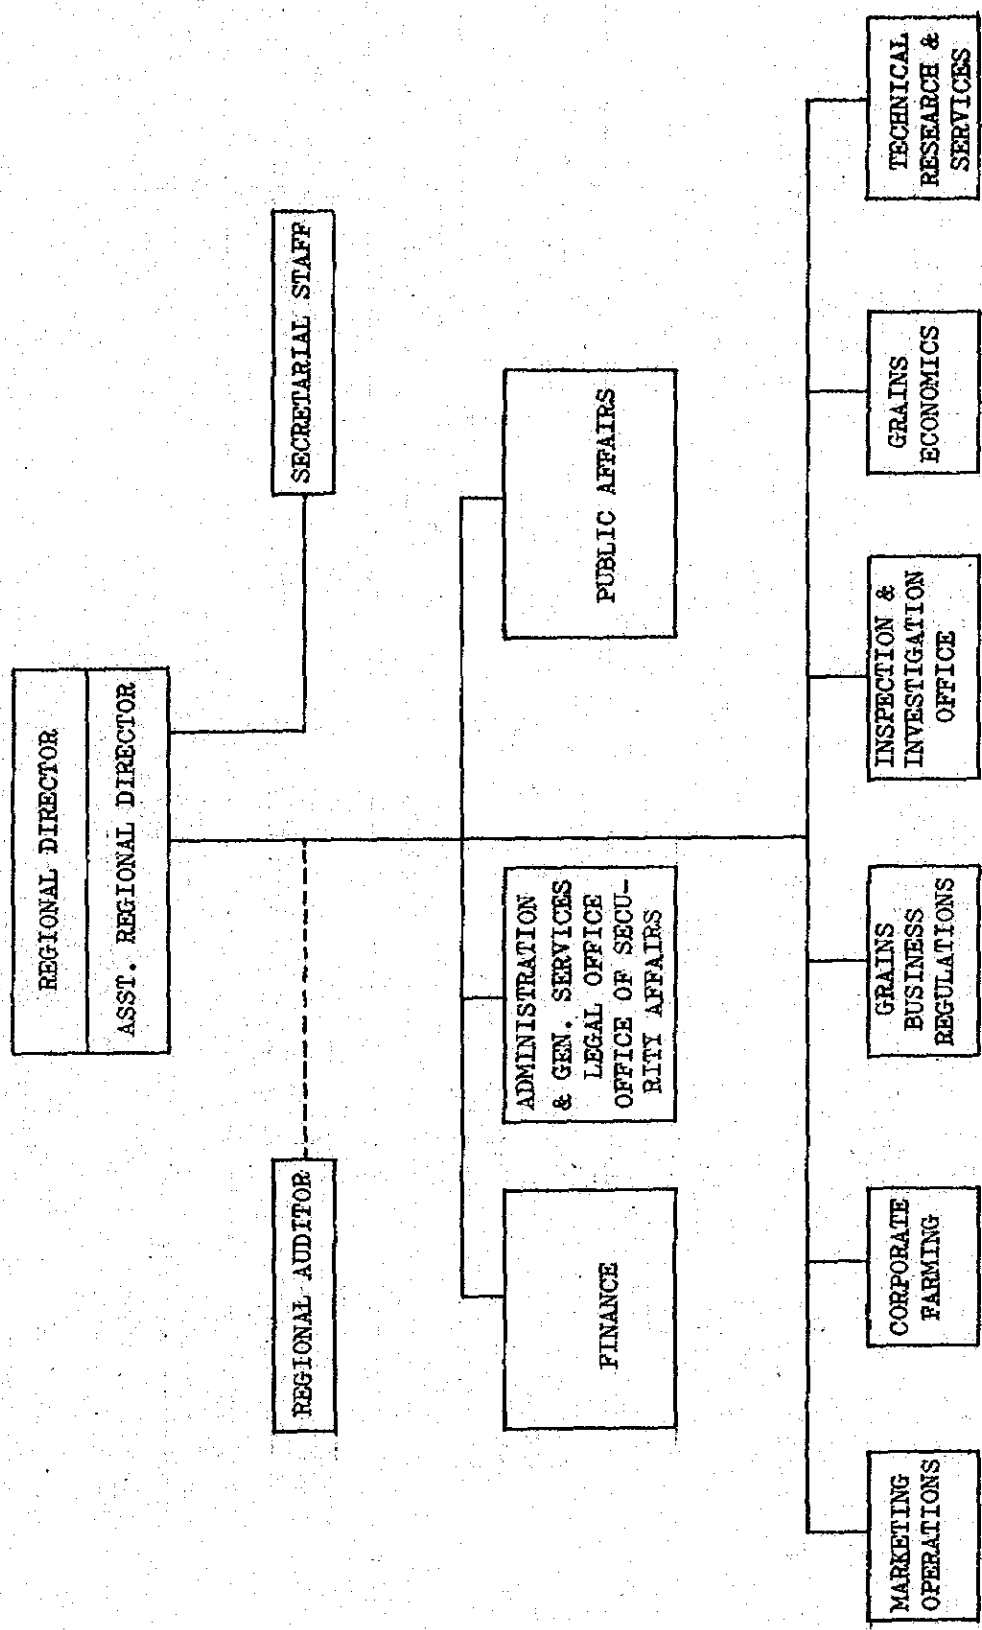 REGIONAL DIRECTOR
ASST. REGIONAL DIRECTOR
REGIONAL AUDITOR
SECRETARIAL STAFF
FINANCE
ADMINISTRATION
& GEN. SERVICES
LEGAL OFFICE
OFFICE OF SECU-
RITY AFFAIRS
PUBLIC AFFAIRS
MARKETING
OPERATIONS
CORPORATE
FARMING
GRAINS
BUSINESS
REGULATIONS
INSPECTION &
INVESTIGATION
OFFICE
GRAINS
ECONOMICS
TECHNICAL
RESEARCH &
SERVICES